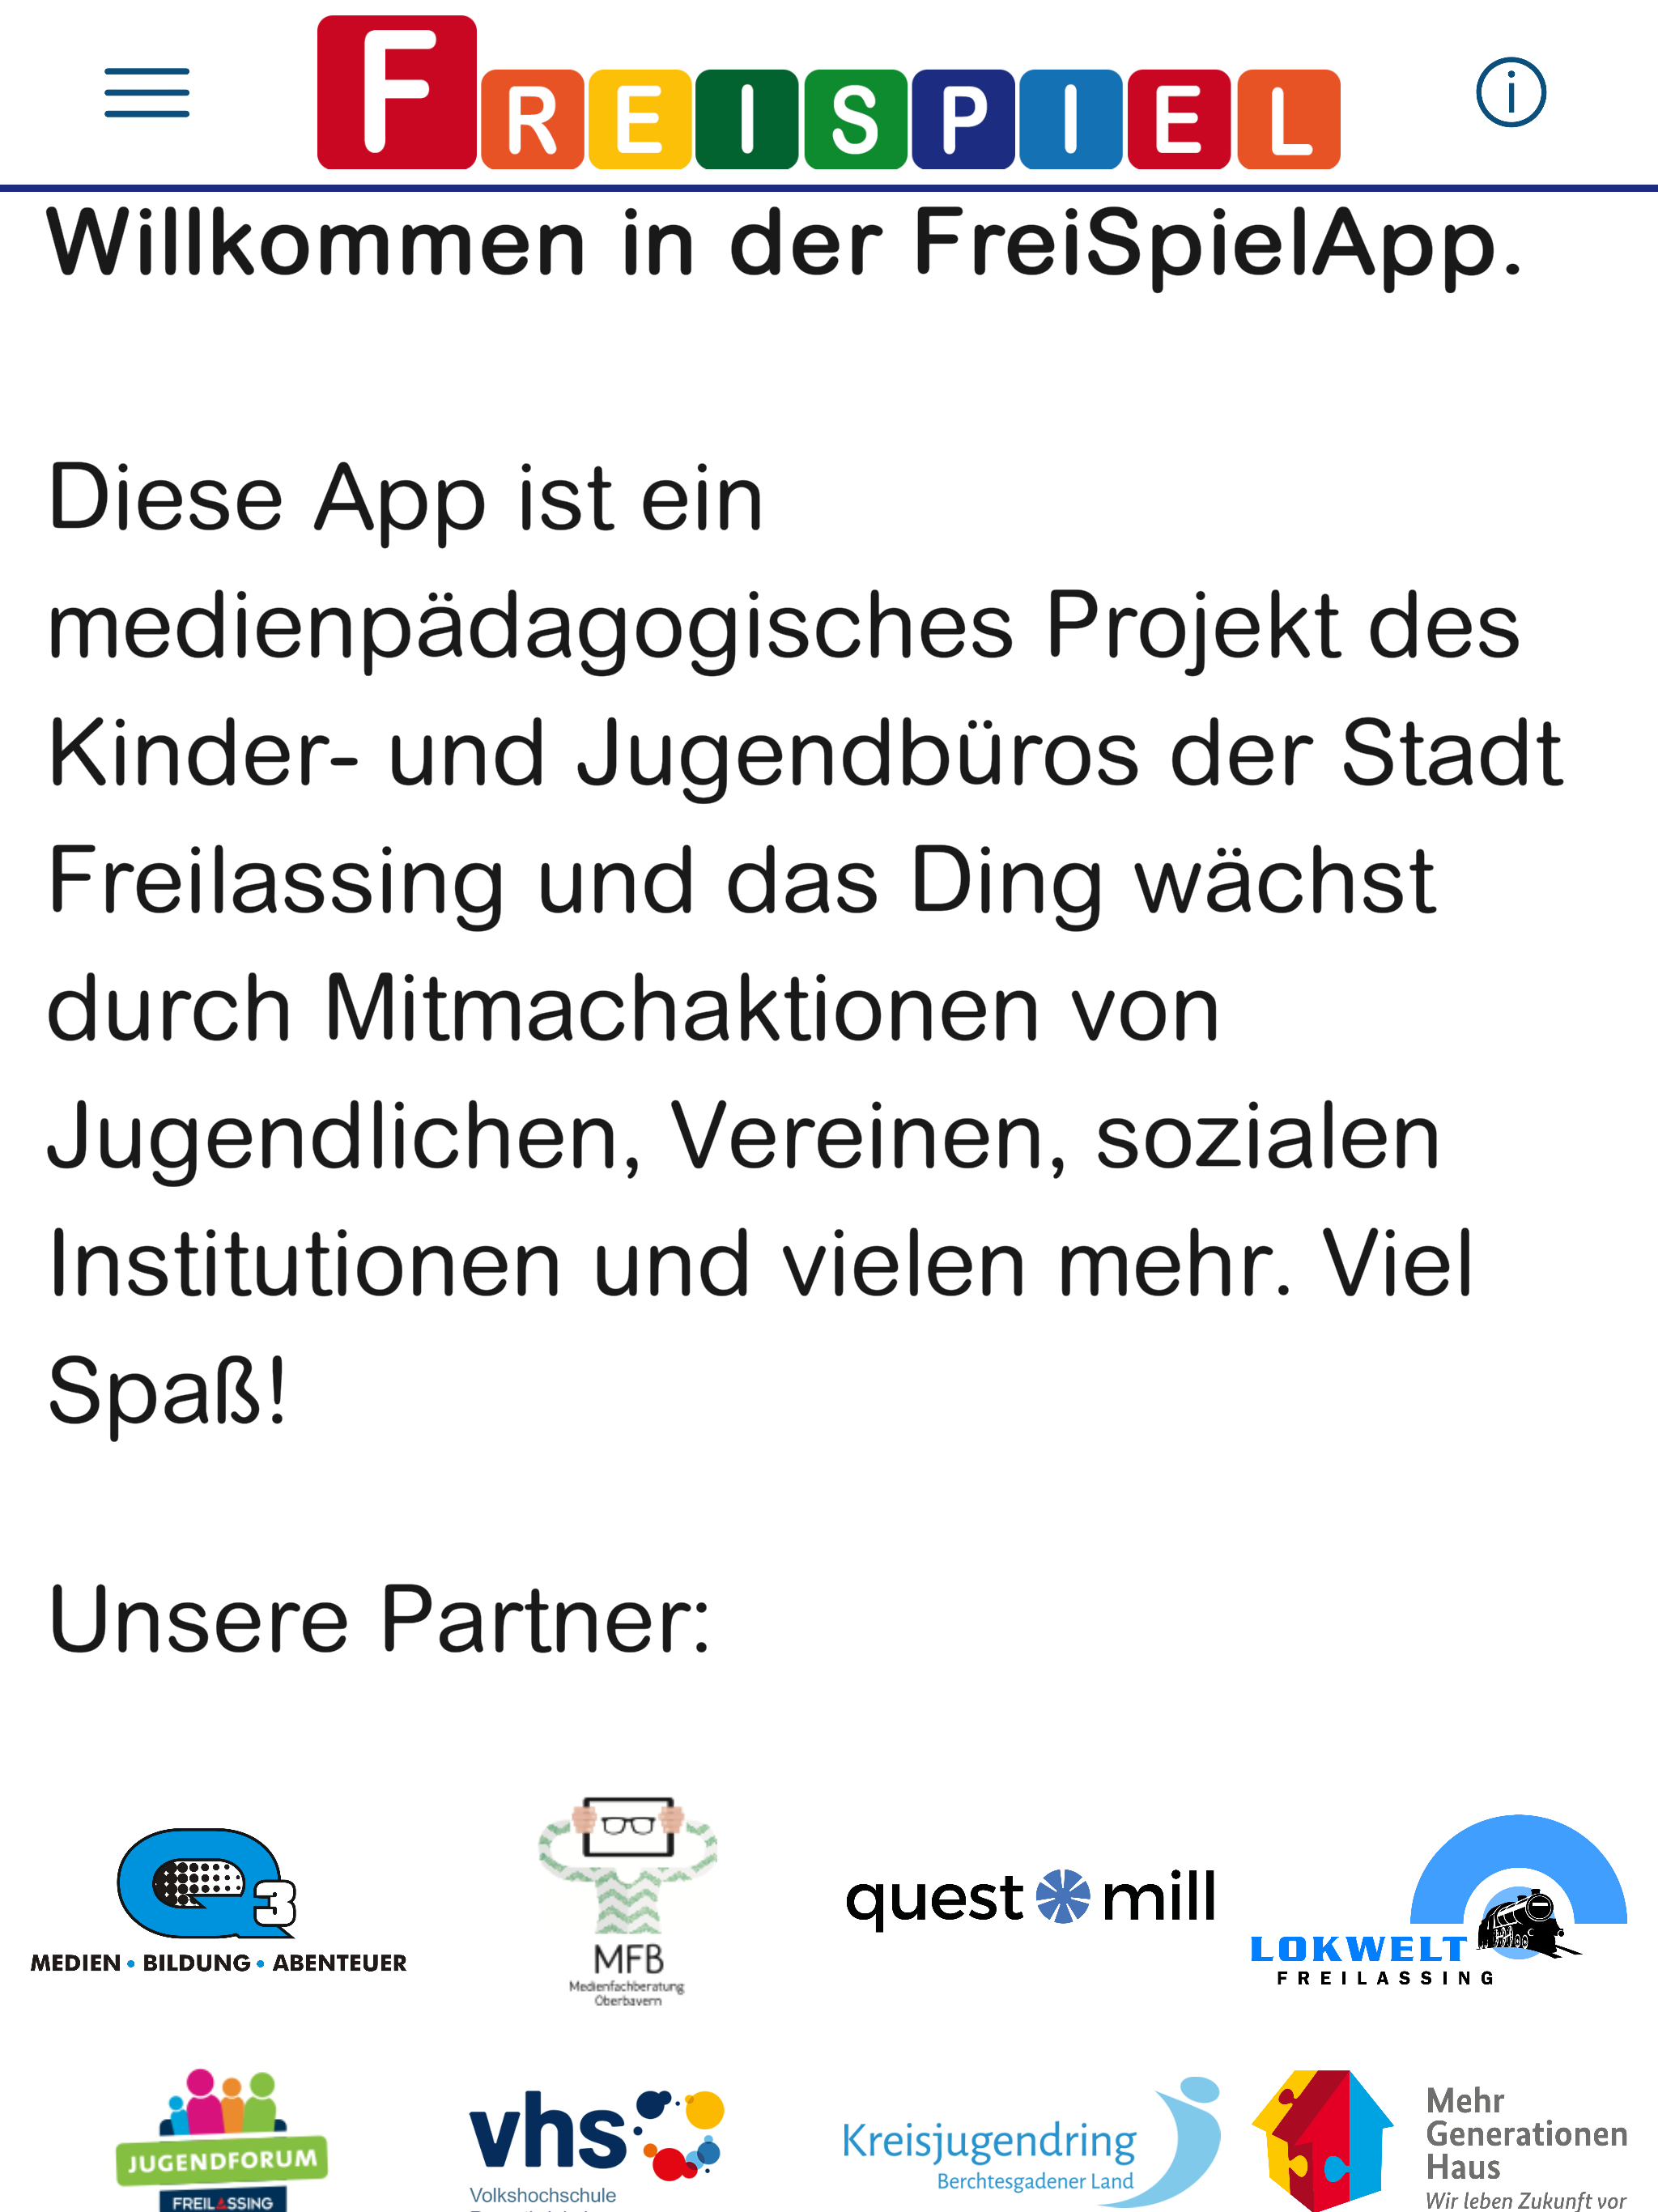 FREISPIEL
Willkommen in der FreiSpielApp.
Diese App ist ein
medienpädagogisches Projekt des
Kinder- und Jugendbüros der Stadt
Freilassing und das Ding wächst
durch Mitmachaktionen von
Jugendlichen, Vereinen, sozialen
Institutionen und vielen mehr. Viel
Spaß!
Unsere Partner:
Q3
MEDIEN • BILDUNG • ABENTEUER
MFB
Medienfachberatung
Oberbayern
quest mill
LOKWELT
FREILASSING
JUGENDFORUM
FREILASSING
vhs
Volkshochschule
Kreisjugendring
Berchtesgadener Land
Mehr
Generationen
Haus
Wir leben Zukunft vor